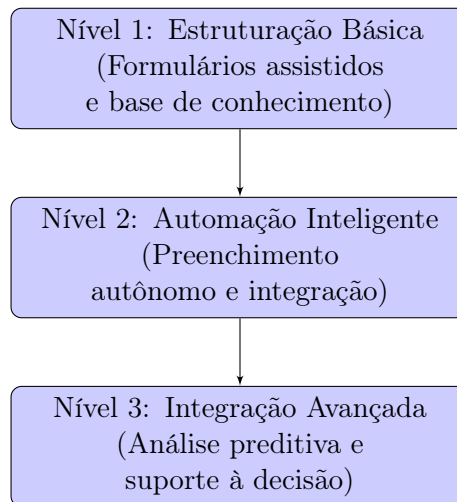 Nível 1: Estruturação Básica
(Formulários assistidos
e base de conhecimento)
Nível 2: Automação Inteligente
(Preenchimento
autônomo e integração)
Nível 3: Integração Avançada
(Análise preditiva e
suporte à decisão)